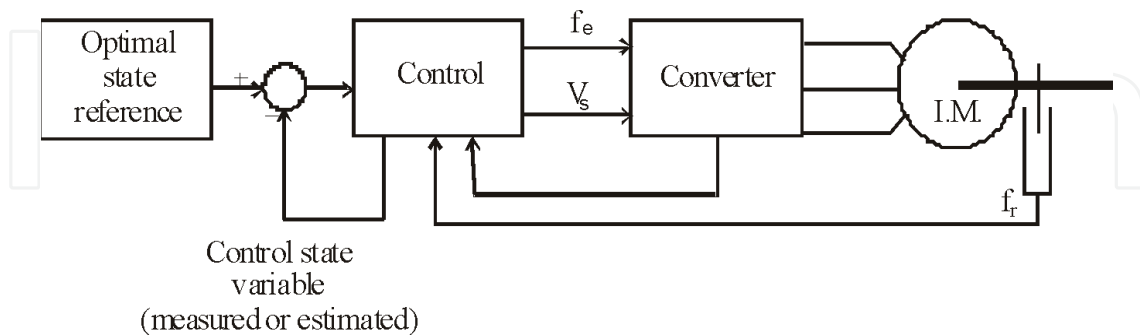 Optimal
state
reference
+
−
Control
fe
Vs
Converter
I.M.
fr
Control state
variable
(measured or estimated)